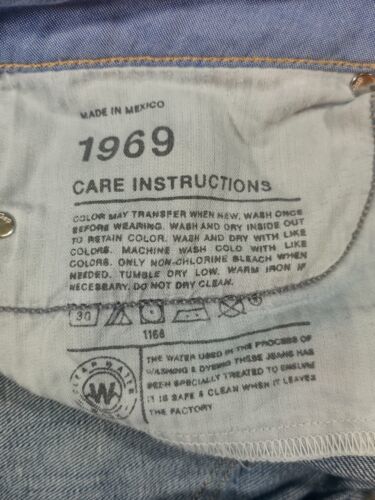 MADE IN MEXICO
1969
CARE INSTRUCTIONS
COLOR MAY TRANSFER WHEN NEW. WASH ONCE
BEFORE WEARING. WASH AND DRY INSIDE OUT
TO RETAIN COLOR. WASH AND DRY WITH LIKE
COLORS. MACHINE WASH COLD WITH LIKE
COLORS. ONLY NON-CHLORINE BLEACH WHEN
NEEDED. TUMBLE DRY LOW. WARM IRON IF
NECESSARY. DO NOT DRY CLEAN.
30
1166
CLEAR WATER
W
THE WATER USED IN THE PROCESS OF
WASHING & DYEING THESE JEANS HAS
BEEN SPECIALLY TREATED TO ENSURE
IT IS SAFE & CLEAN WHEN IT LEAVES
THE FACTORY